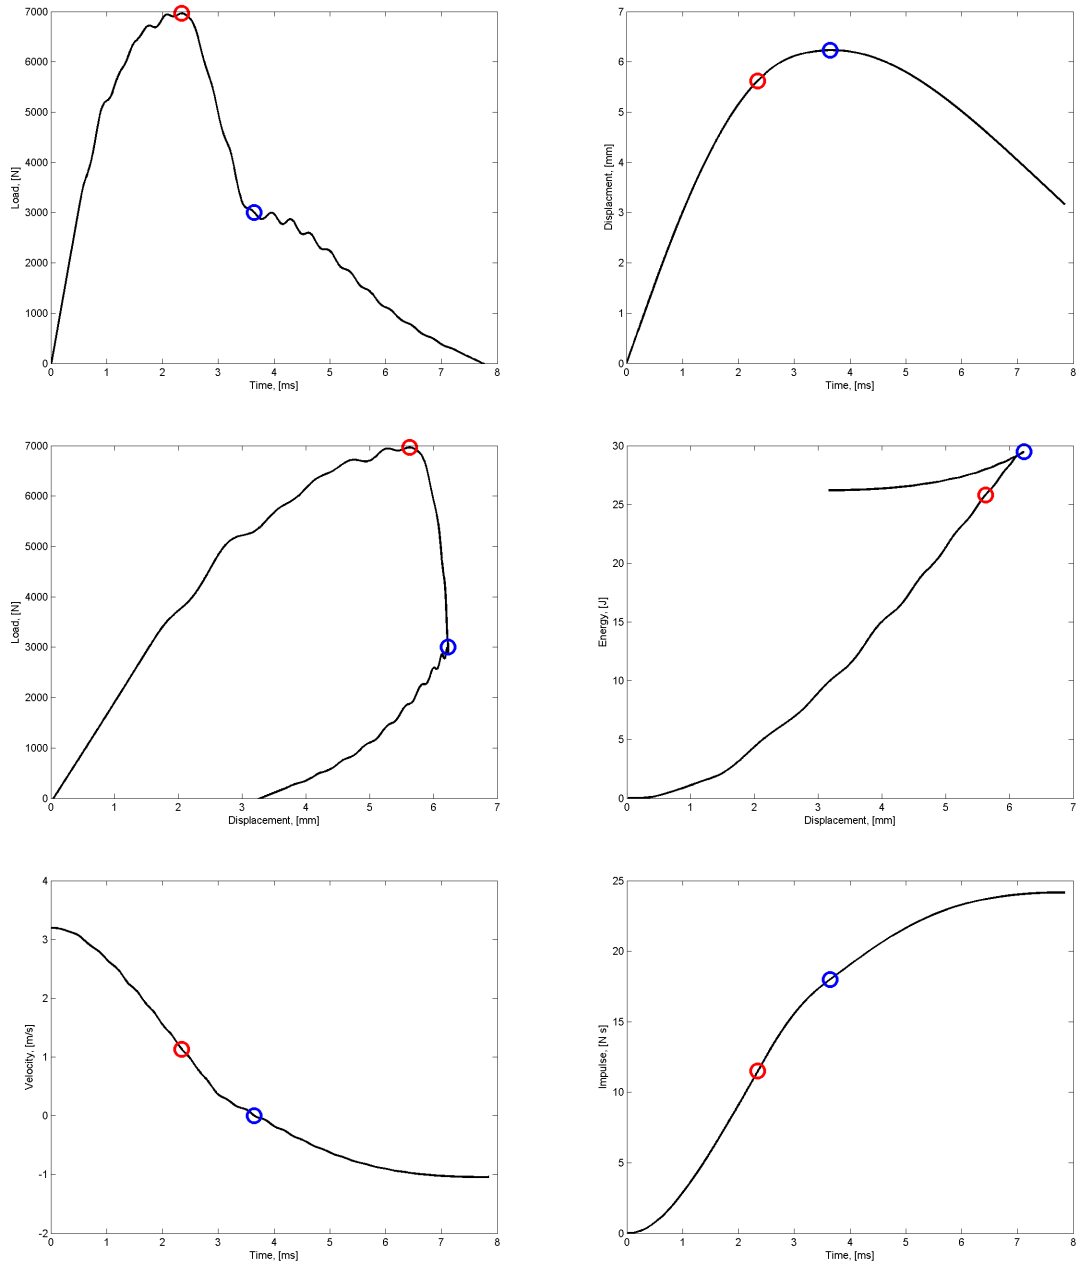 7000
6000
5000
4000
3000
2000
1000
0
Load, [N]
0 1 2 3 4 5 6 7 8
Time, [ms]
7
6
5
4
3
2
1
0
Displacment, [mm]
0 1 2 3 4 5 6 7 8
Time, [ms]
7000
6000
5000
4000
3000
2000
1000
0
Load, [N]
0 1 2 3 4 5 6 7
Displacement, [mm]
30
25
20
15
10
5
0
Energy, [J]
0 1 2 3 4 5 6 7
Displacement, [mm]
4
3
2
1
0
-1
-2
Velocity, [m/s]
0 1 2 3 4 5 6 7 8
Time, [ms]
25
20
15
10
5
0
Impulse, [N s]
0 1 2 3 4 5 6 7 8
Time, [ms]